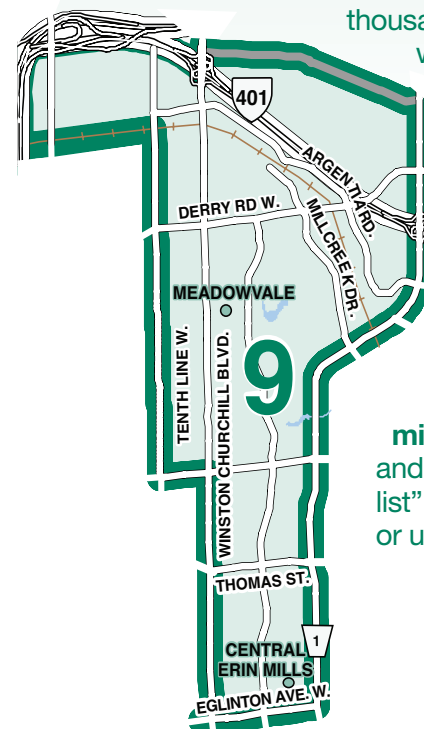 thousa
w
401
ARGENTIA RD.
DERRY RD W.
MILLCREEK DR.
MEADOWVALE
TENTH LINE W.
WINSTON CHURCHILL BLVD.
9
mi
and
list”
or u
THOMAS ST.
1
CENTRAL
ERIN MILLS
EGLINTON AVE. W.